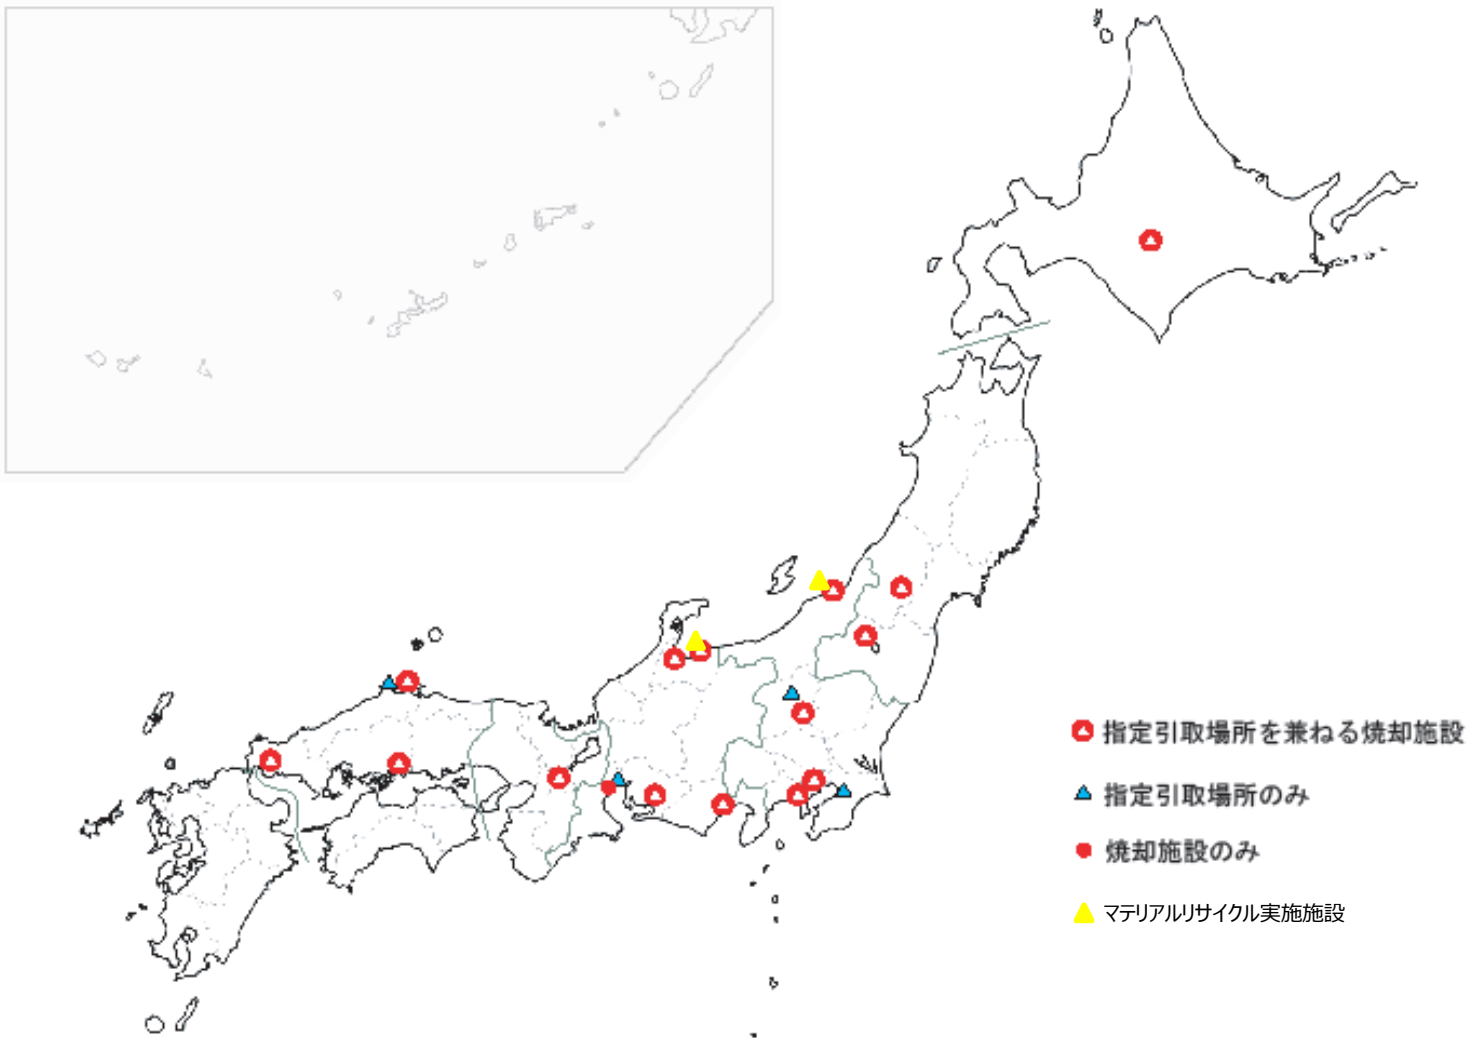 指定引取場所を兼ねる焼却施設
指定引取場所のみ
焼却施設のみ
マテリアルリサイクル実施施設